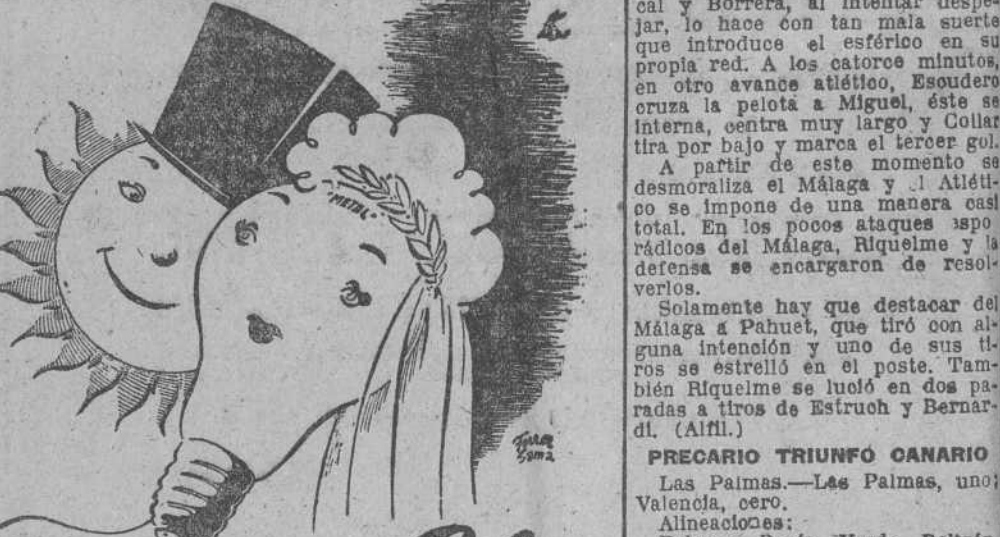 "METAL"
cal y Borrera, al intentar despe-
jar, lo hace con tan mala suerte
que introduce el esférico en su
propia red. A los catorce minutos,
en otro avance atlético, Escudero
cruza la pelota a Miguel, éste se
interna, centra muy largo y Collar
tira por bajo y marca el tercer gol.
A partir de este momento se
desmoraliza el Málaga y l Atléti-
co se impone de una manera casi
total. En los pocos ataques spo
rádicos del Málaga, Riquelme y la
defensa se encargaron de resol-
verlos.
Solamente hay que destacar del
Málaga a Pahuet, que tiró con al-
guna intención y uno de sus ti-
ros se estrelló en el poste. Tam-
bién Riquelme se lució en dos pa-
radas a tiros de Estruch y Bernar-
di. (Alfil.)
PRECARIO TRIUNFO CANARIO
Las Palmas.—Las Palmas, uno;
Valencia, cero.
Alineaciones: